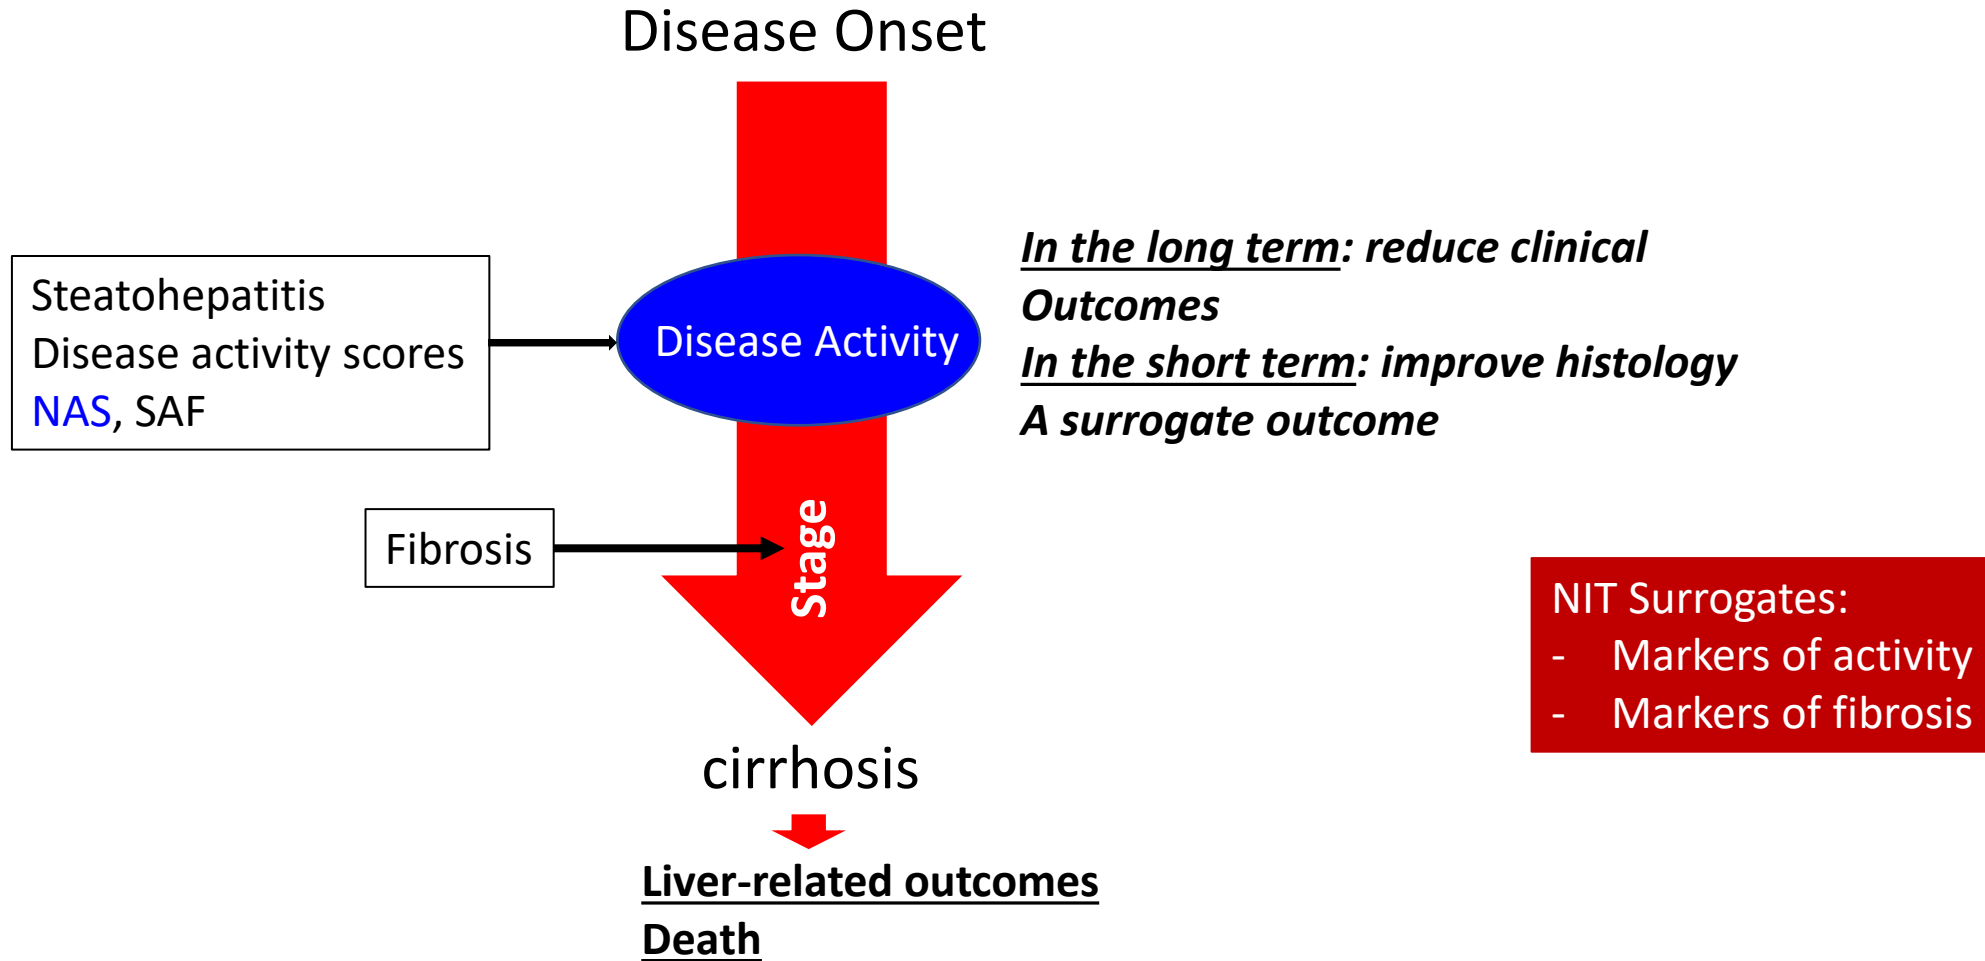 Disease Onset
Steatohepatitis
Disease activity scores
NAS, SAF
Disease Activity
In the long term: reduce clinical
Outcomes
In the short term: improve histology
A surrogate outcome
Fibrosis
Stage
NIT Surrogates:
- Markers of activity
- Markers of fibrosis
cirrhosis
Liver-related outcomes
Death